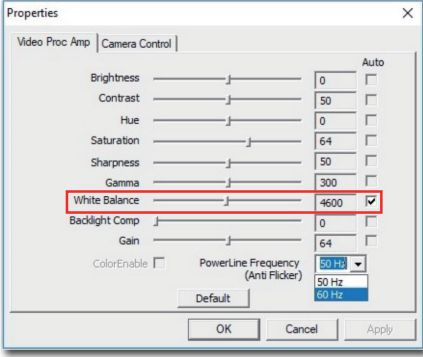 Properties
Video Proc Amp Camera Control
Auto
Brightness 0
Contrast 50
Hue 0
Saturation 64
Sharpness 50
Gamma 300
White Balance 4600
Backlight Comp 0
Gain 64
ColorEnable PowerLine Frequency 50 Hz
(Anti Flicker)
50 Hz
60 Hz
Default
OK Cancel Apply